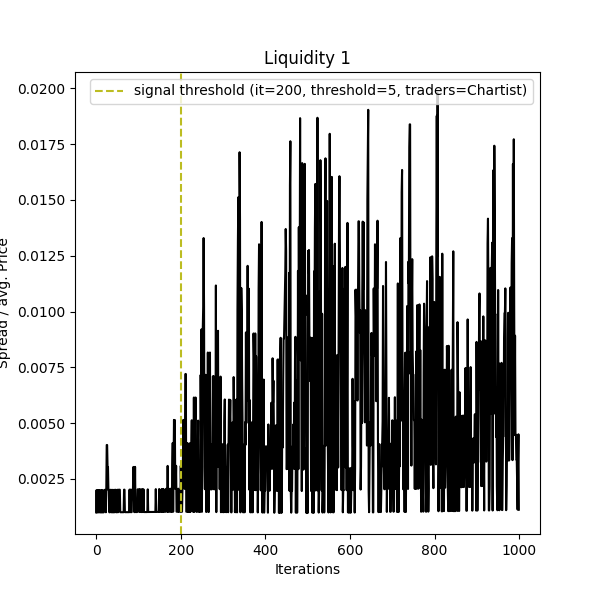 Liquidity 1
signal threshold (it=200, threshold=5, traders=Chartist)
0.0200
0.0175
0.0150
0.0125
0.0100
0.0075
0.0050
0.0025
Spread / avg. Price
0 200 400 600 800 1000
Iterations